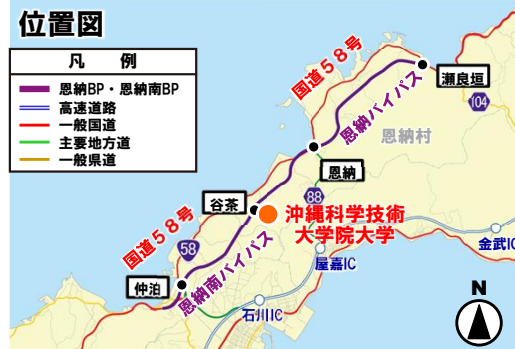 位置図
凡　例
恩納BP・恩納南BP
高速道路
一般国道
主要地方道
一般県道
国道５８号
恩納バイパス
瀬良垣
104
恩納村
恩納
88
谷茶
沖縄科学技術
大学院大学
国道５８号
58
恩納南バイパス
仲泊
屋嘉IC
金武IC
石川IC
N